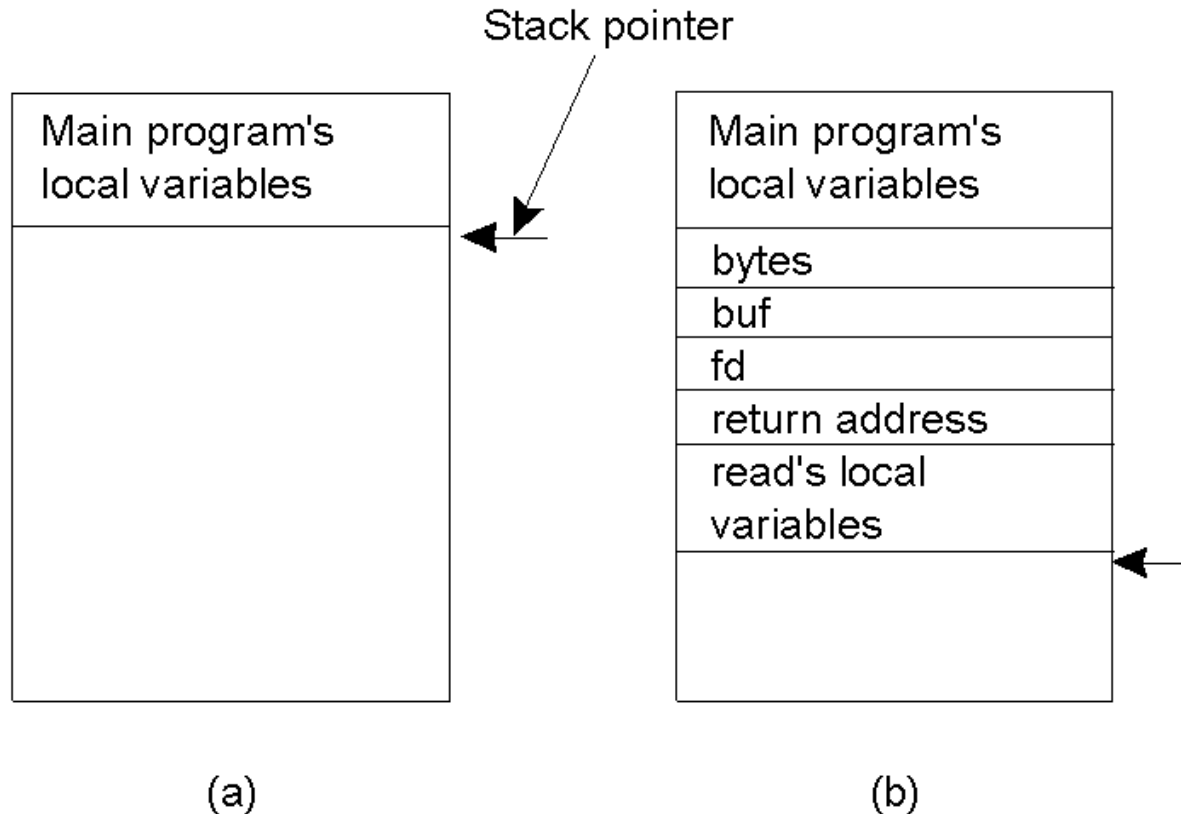 Stack pointer
Main program's
local variables
(a)
Main program's
local variables
bytes
buf
fd
return address
read's local
variables
(b)